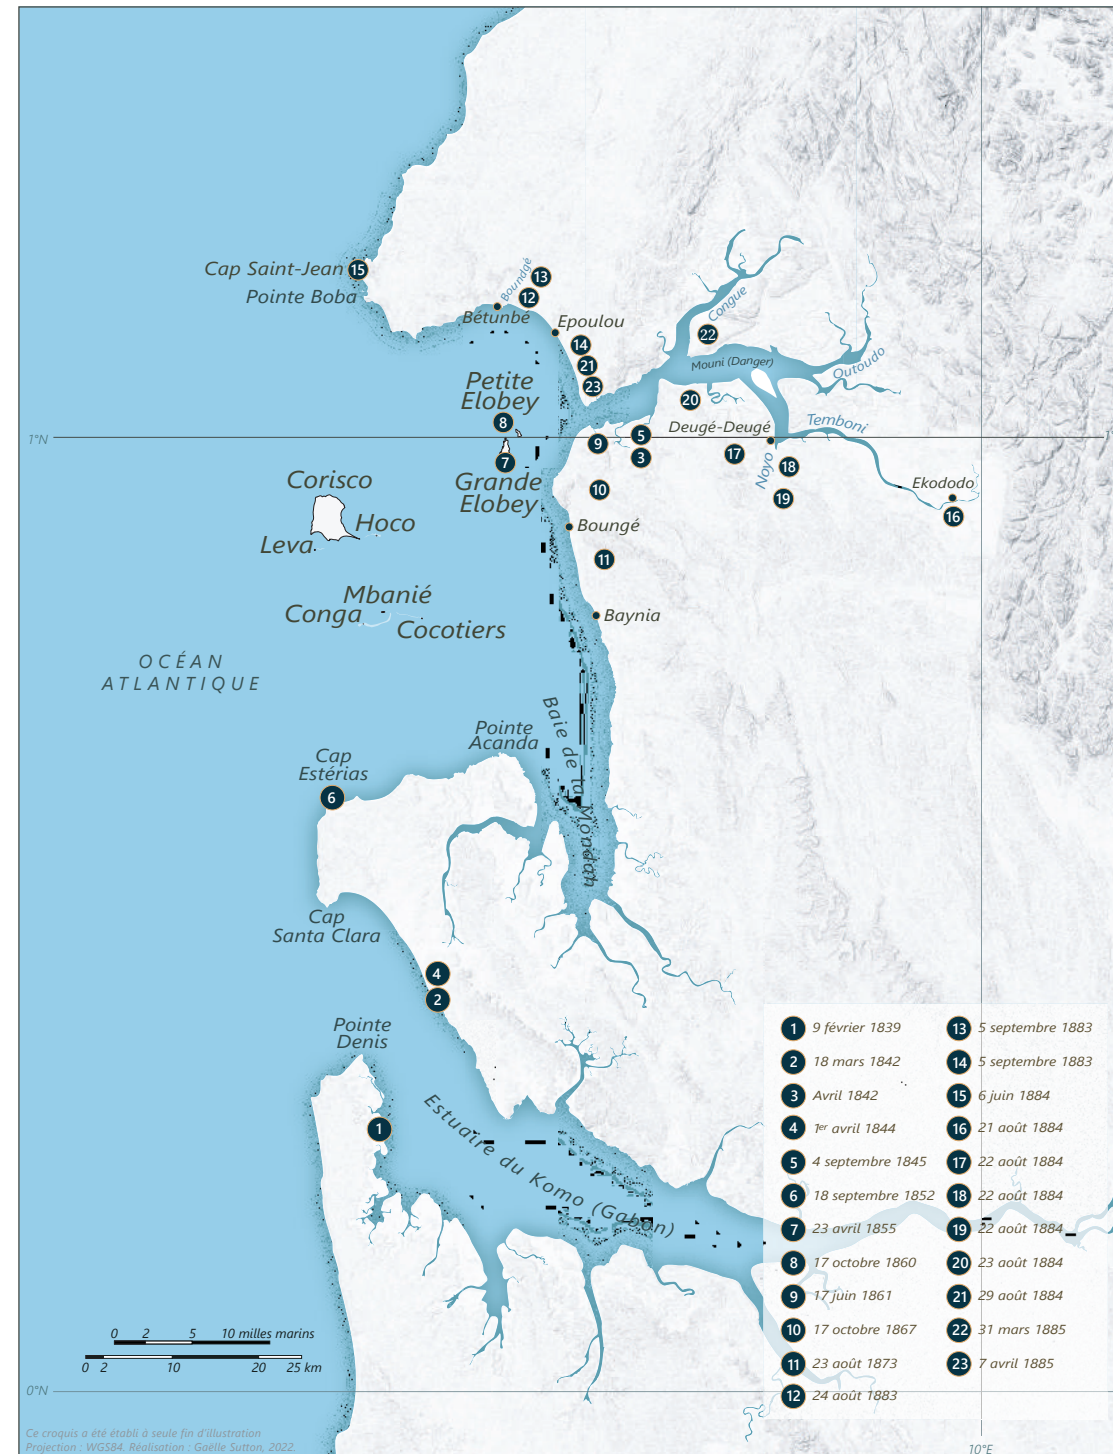 Cap Saint-Jean
15
Pointe Boba
Boundgé
13
12
Bétunbé
Epoulou
14
21
23
Congue
22
Mouni (Danger)
Outoudo
20
Petite
Elobey
8
1°N
7
Grande
Elobey
9
5
3
10
Deugé-Deugé
17
Noyo
18
19
Temboni
Ekododo
16
1°
Corisco
Hoco
Leva
Boungé
11
Mbanié
Conga
Cocotiers
Baynia
OCÉAN
ATLANTIQUE
Pointe
Acanda
Baie de la Mondah
Cap
Estérias
6
Cap
Santa Clara
4
2
Pointe
Denis
1
Estuaire du Komo (Gabon)
1 9 février 1839
2 18 mars 1842
3 Avril 1842
4 1er avril 1844
5 4 septembre 1845
6 18 septembre 1852
7 23 avril 1855
8 17 octobre 1860
9 17 juin 1861
10 17 octobre 1867
11 23 août 1873
12 24 août 1883
13 5 septembre 1883
14 5 septembre 1883
15 6 juin 1884
16 21 août 1884
17 22 août 1884
18 22 août 1884
19 22 août 1884
20 23 août 1884
21 29 août 1884
22 31 mars 1885
23 7 avril 1885
0 2 5 10 milles marins
0 2 10 20 25 km
0°N
Ce croquis a été établi à seule fin d'illustration
Projection : WGS84. Réalisation : Gaëlle Sutton, 2022.
10°E